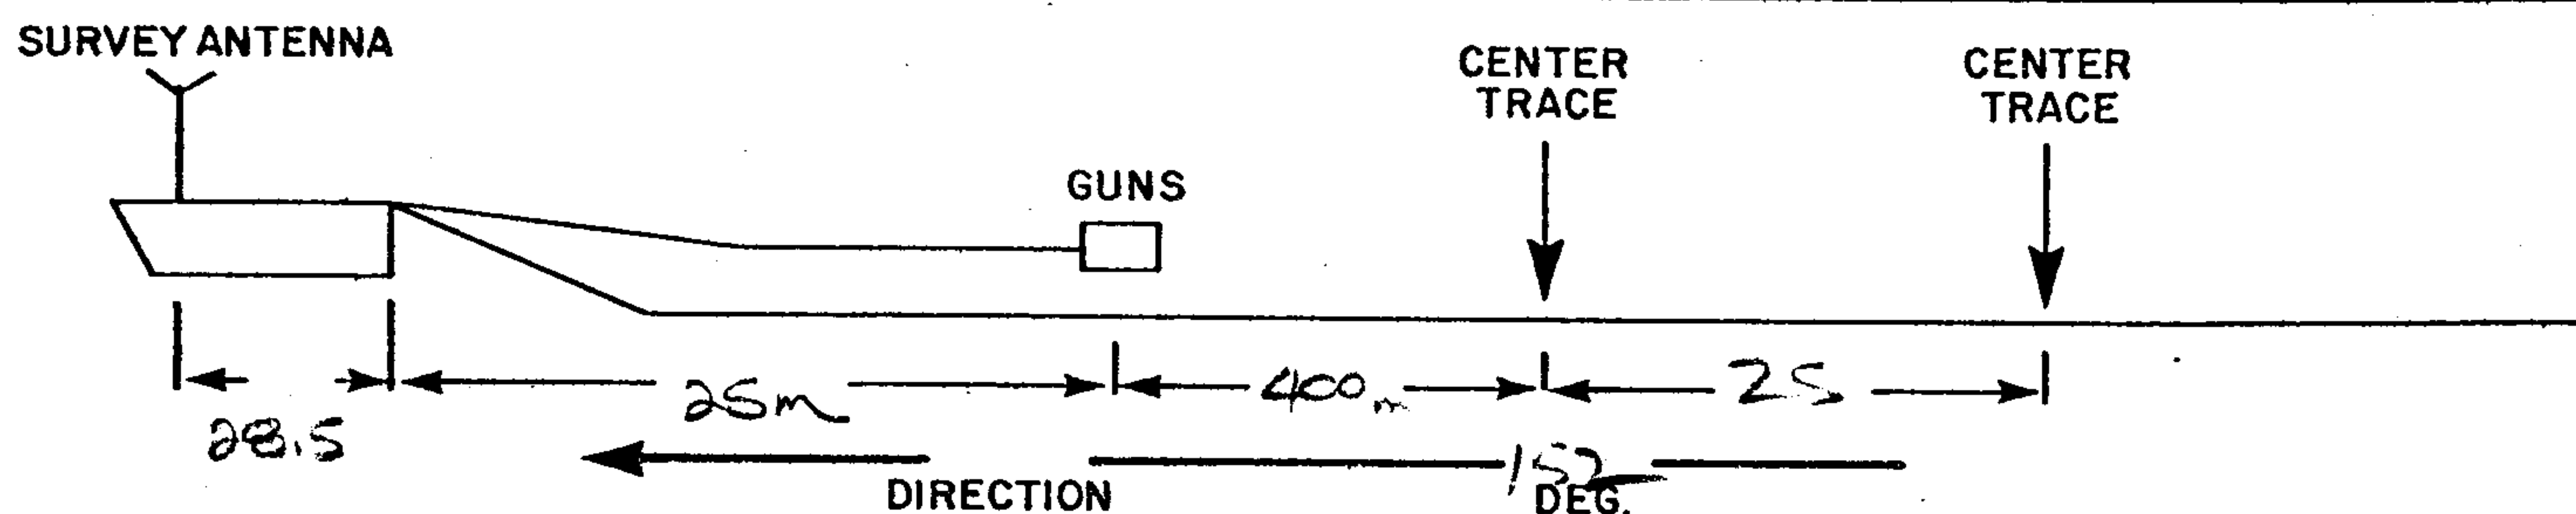 SURVEY ANTENNA
CENTER
TRACE
CENTER
TRACE
GUNS
28.5
25m
400m
25
DIRECTION
152
DEG.